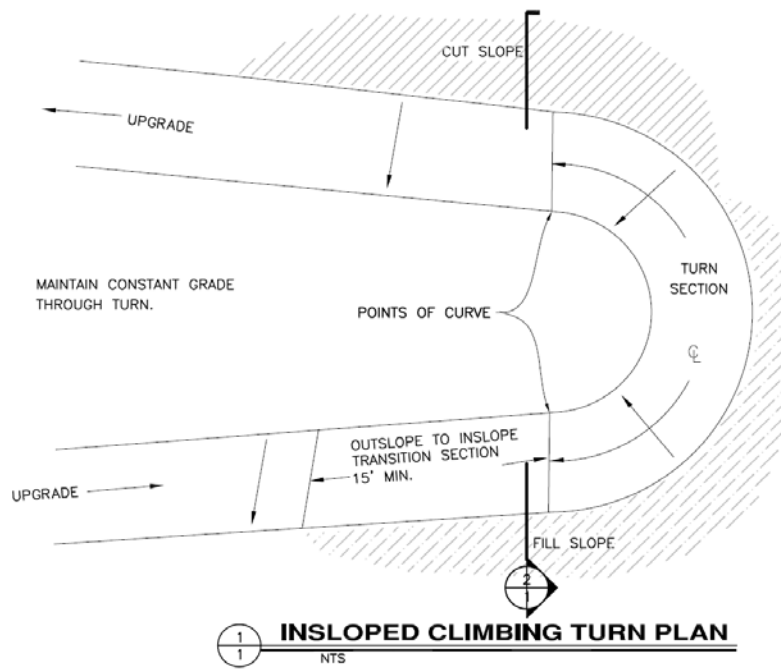 CUT SLOPE
UPGRADE
MAINTAIN CONSTANT GRADE
THROUGH TURN.
POINTS OF CURVE
TURN
SECTION
℄
OUTSLOPE TO INSLOPE
TRANSITION SECTION
15' MIN.
UPGRADE
FILL SLOPE
2
1
1
1
INSLOPED CLIMBING TURN PLAN
NTS